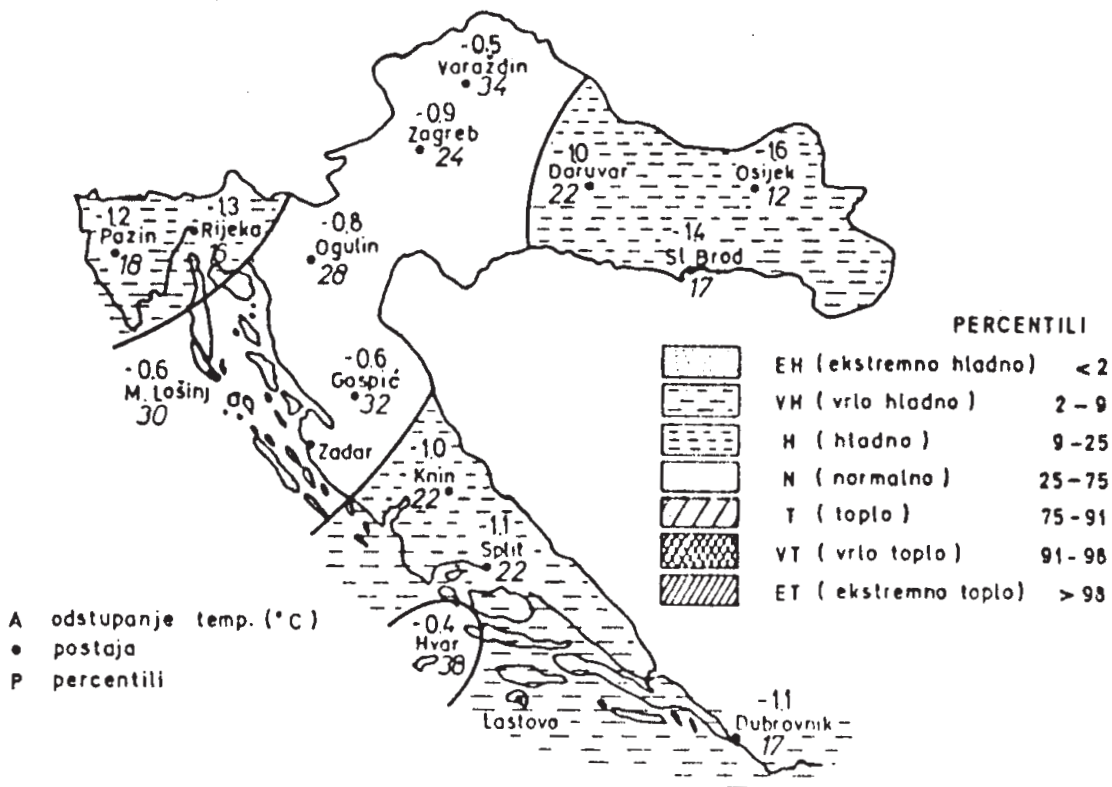 -0.5
Varaždin
34
-0.9
Zagreb
24
-1.0
Daruvar
22
-1.6
Osijek
12
-1.4
Sl. Brod
17
-1.2
Pazin
18
-1.3
Rijeka
-0.8
Ogulin
28
-0.6
M. Lošinj
30
-0.6
Gospić
32
Zadar
-1.0
Knin
22
-1.1
Split
22
-0.4
Hvar
38
Lastovo
-1.1
Dubrovnik
17
PERCENTILI
EH (ekstremno hladno) <2
VH (vrlo hladno) 2-9
H (hladno) 9-25
N (normalno) 25-75
T (toplo) 75-91
VT (vrlo toplo) 91-98
ET (ekstremno toplo) >98
A odstupanje temp. (°C)
• postaja
P percentili